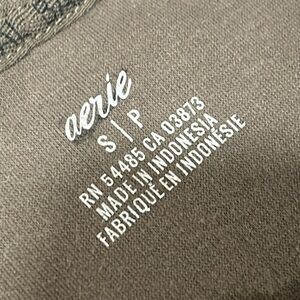 aerie
S | P
RN 54485 CA 03873
MADE IN INDONESIA
FABRIQUÉ EN INDONÉSIE